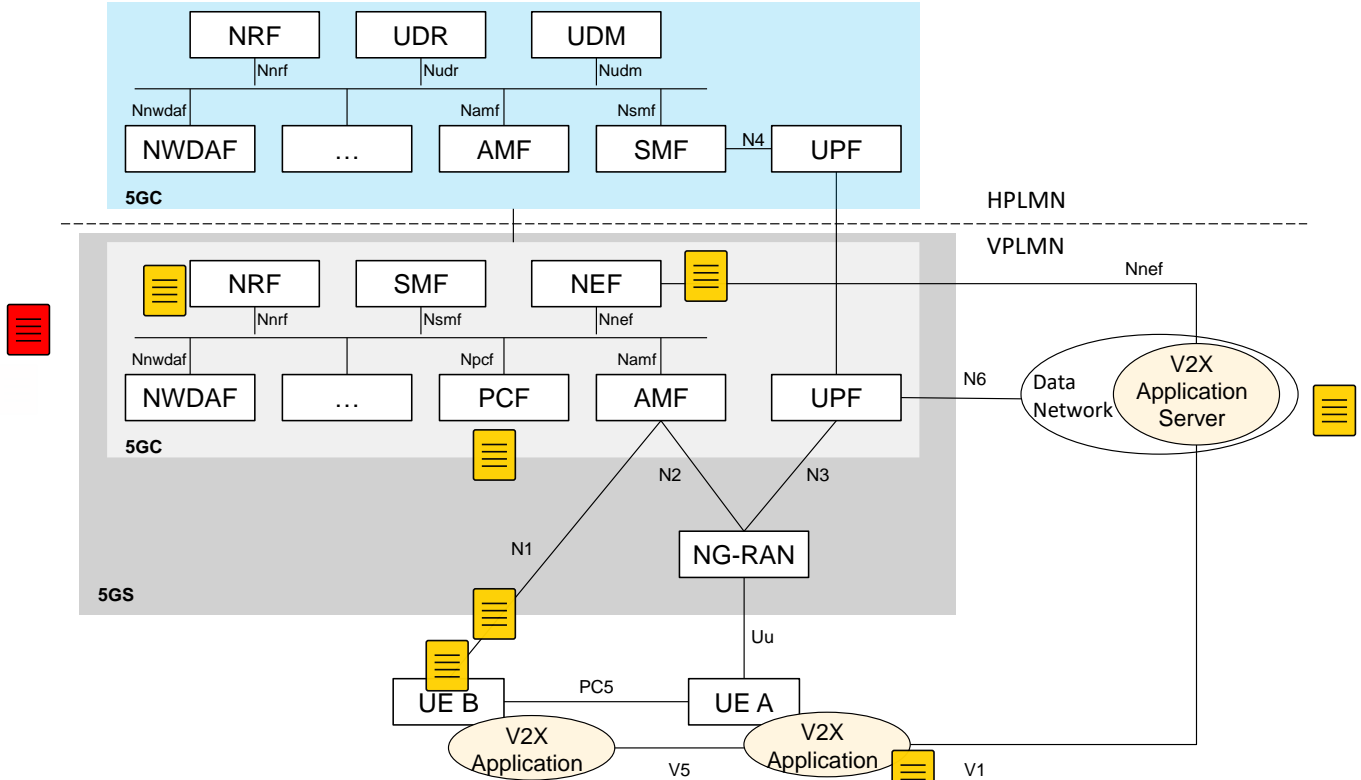 NRF
UDR
UDM
Nnrf
Nudr
Nudm
Nnwdaf
Namf
Nsmf
NWDAF
...
AMF
SMF
N4
UPF
5GC
HPLMN
VPLMN
NRF
SMF
NEF
Nnef
Nnrf
Nsmf
Nnef
Nnwdaf
Npcf
Namf
NWDAF
...
PCF
AMF
UPF
N6
Data
Network
V2X
Application
Server
5GC
N2
N3
N1
NG-RAN
5GS
Uu
PC5
UE B
UE A
V2X
Application
V2X
Application
V5
V1